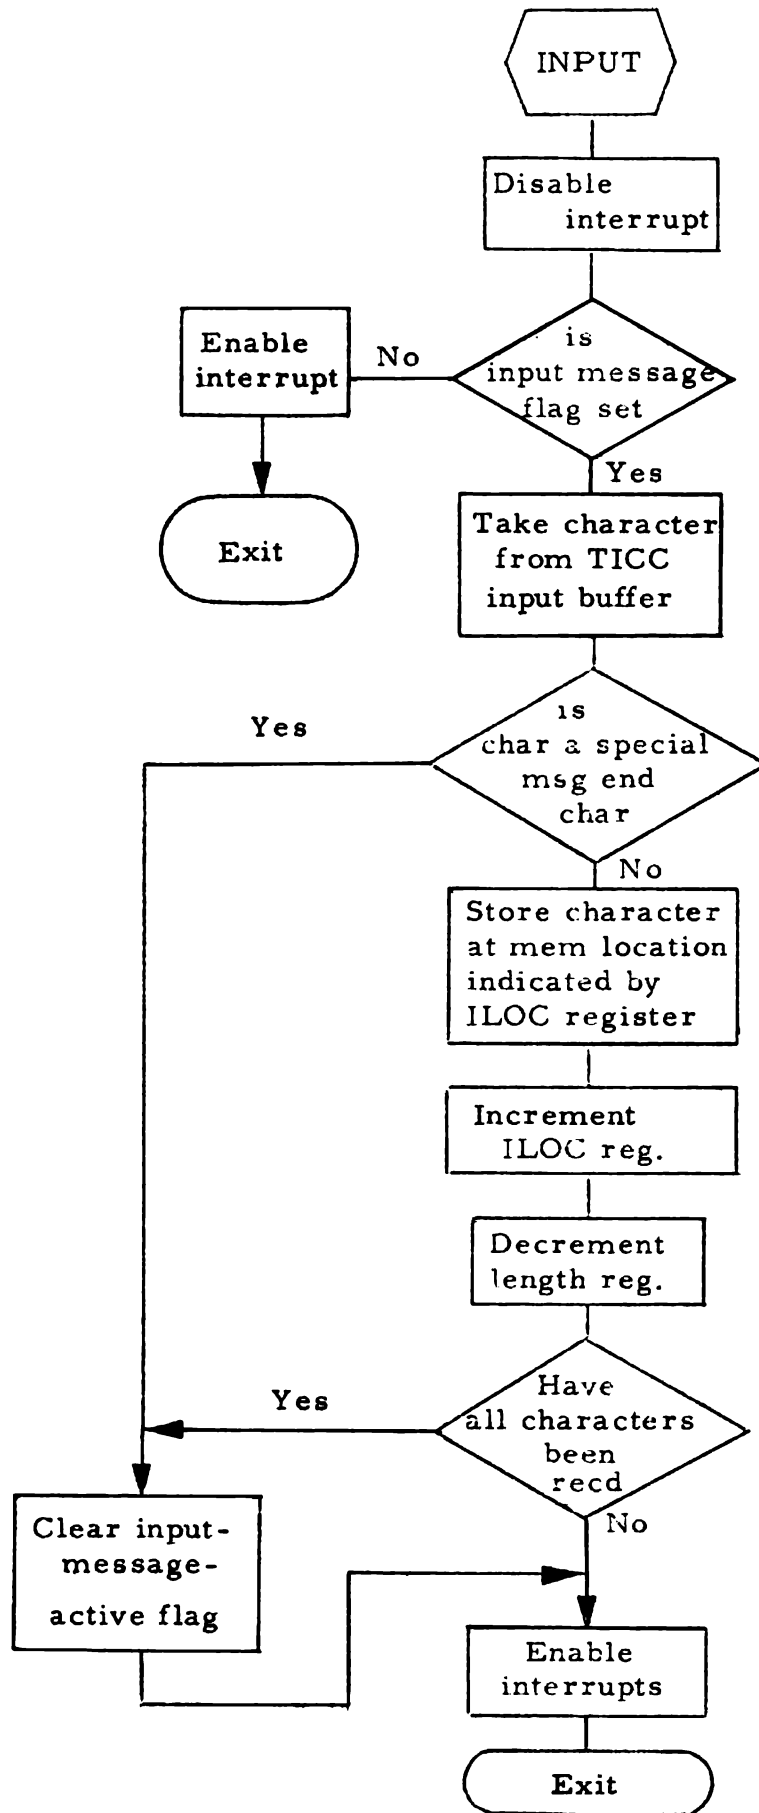 INPUT
Disable
interrupt
is
input message
flag set
No
Enable
interrupt
Exit
Yes
Take character
from TICC
input buffer
is
char a special
msg end
char
Yes
No
Store character
at mem location
indicated by
ILOC register
Increment
ILOC reg.
Decrement
length reg.
Have
all characters
been
recd
Yes
No
Clear input-
message-
active flag
Enable
interrupts
Exit